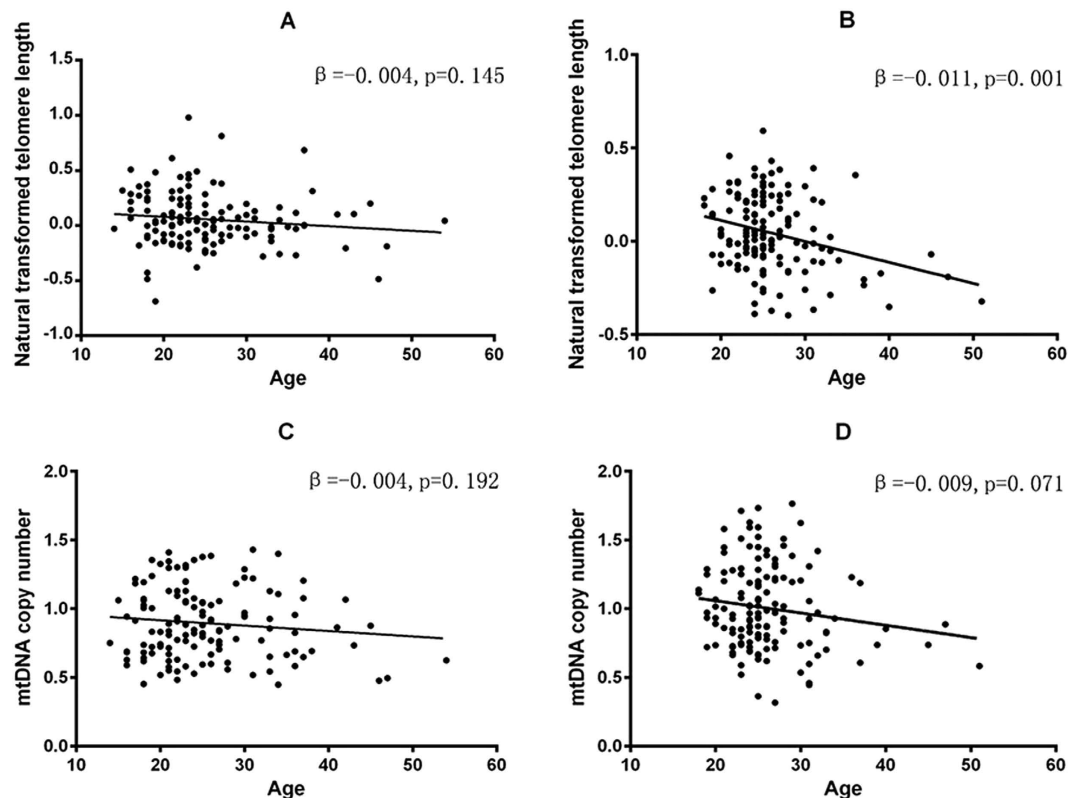 A
Natural transformed telomere length
1.5
1.0
0.5
0.0
-0.5
-1.0
β=-0.004, p=0.145
10 20 30 40 50 60
Age
B
Natural transformed telomere length
1.0
0.5
0.0
-0.5
β=-0.011, p=0.001
10 20 30 40 50 60
Age
C
mtDNA copy number
2.0
1.5
1.0
0.5
0.0
β=-0.004, p=0.192
10 20 30 40 50 60
Age
D
mtDNA copy number
2.0
1.5
1.0
0.5
0.0
β=-0.009, p=0.071
10 20 30 40 50 60
Age